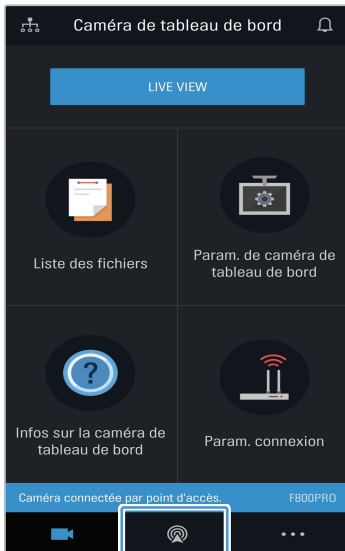 Caméra de tableau de bord
LIVE VIEW
Liste des fichiers
Param. de caméra de
tableau de bord
?
Infos sur la caméra de
tableau de bord
Param. connexion
Caméra connectée par point d'accès.
F800PRO